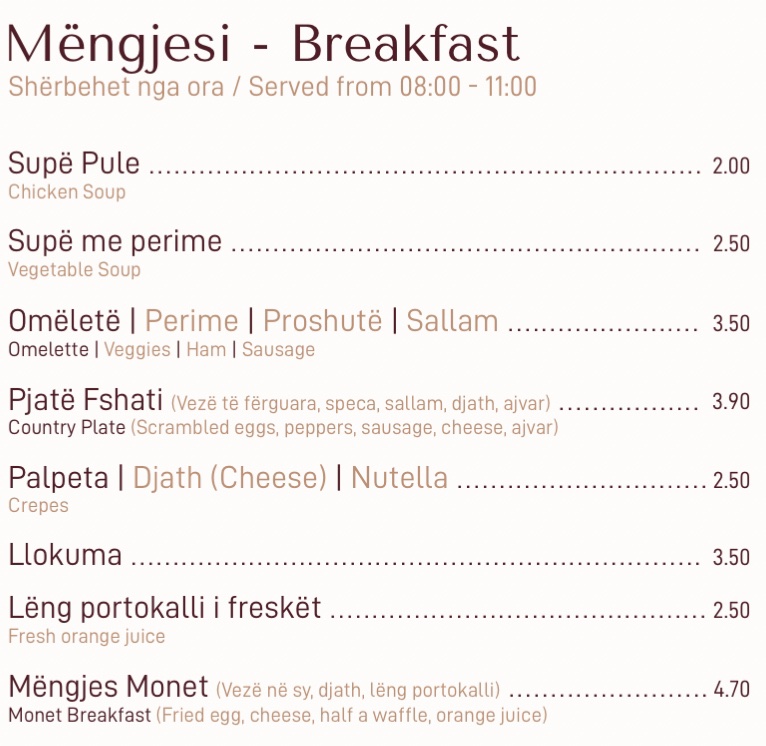 Mëngjesi - Breakfast
Shërbehet nga ora / Served from 08:00 - 11:00
Supë Pule ........................................................ 2.00
Chicken Soup
Supë me perime ............................................... 2.50
Vegetable Soup
Omëletë | Perime | Proshutë | Sallam ................... 3.50
Omelette | Veggies | Ham | Sausage
Pjatë Fshati (Vezë të fërguara, speca, sallam, djath, ajvar) .............. 3.90
Country Plate (Scrambled eggs, peppers, sausage, cheese, ajvar)
Palpeta | Djath (Cheese) | Nutella ......................... 2.50
Crepes
Llokuma .......................................................... 3.50
Lëng portokalli i freskët ...................................... 2.50
Fresh orange juice
Mëngjes Monet (Vezë në sy, djath, lëng portokalli) .................... 4.70
Monet Breakfast (Fried egg, cheese, half a waffle, orange juice)